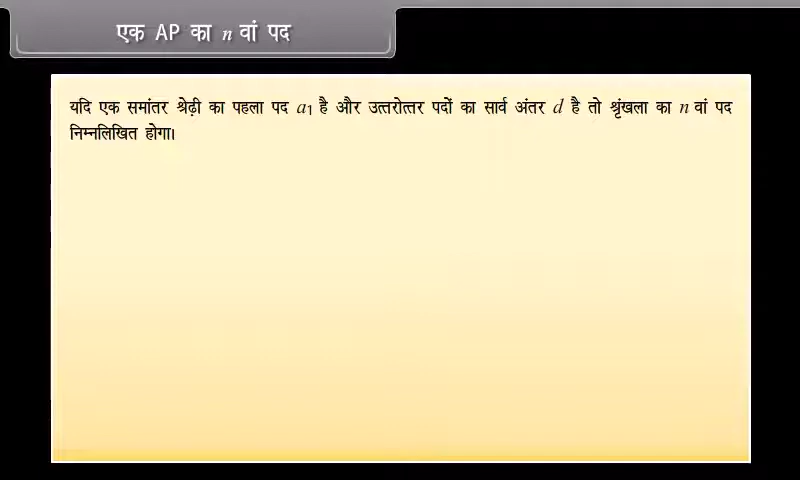 एक AP का n वां पद
यदि एक समांतर श्रेढ़ी का पहला पद a₁ है और उत्तरोत्तर पदों का सार्व अंतर d है तो श्रृंखला का n वां पद
निम्नलिखित होगा।